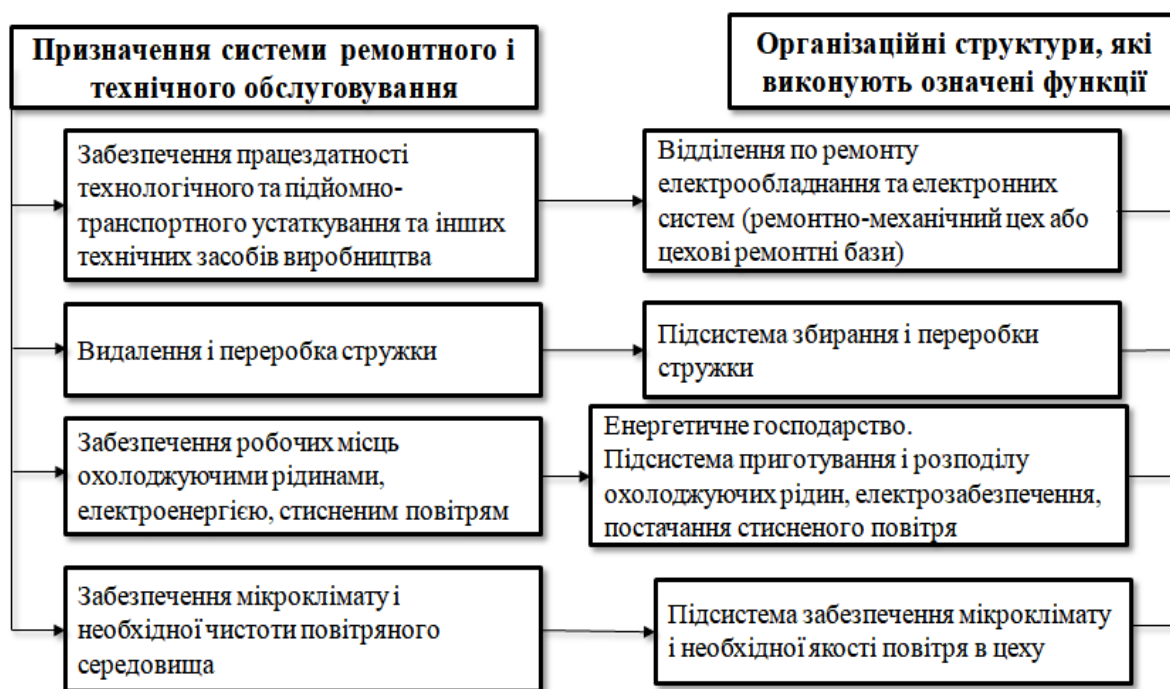 Призначення системи ремонтного і
технічного обслуговування
Організаційні структури, які
виконують означені функції
Забезпечення працездатності
технологічного та підйомно-
транспортного устаткування та інших
технічних засобів виробництва
Відділення по ремонту
електрообладнання та електронних
систем (ремонтно-механічний цех або
цехові ремонтні бази)
Видалення і переробка стружки
Підсистема збирання і переробки
стружки
Забезпечення робочих місць
охолоджуючими рідинами,
електроенергією, стисненим повітрям
Енергетичне господарство.
Підсистема приготування і розподілу
охолоджуючих рідин, електрозабезпечення,
постачання стисненого повітря
Забезпечення мікроклімату і
необхідної чистоти повітряного
середовища
Підсистема забезпечення мікроклімату
і необхідної якості повітря в цеху